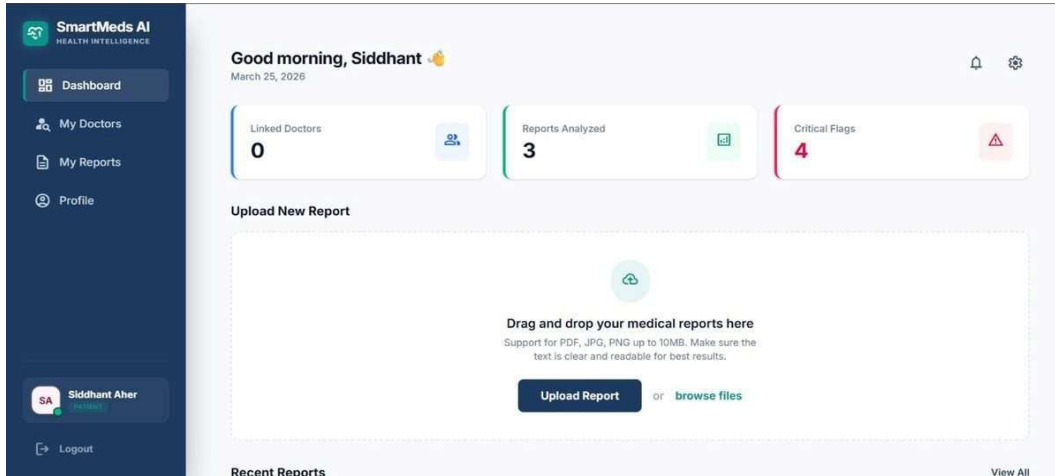 SmartMeds AI
HEALTH INTELLIGENCE
Dashboard
My Doctors
My Reports
Profile
Siddhant Aher
SA
PATIENT
Logout
Good morning, Siddhant
March 25, 2026
Linked Doctors
0
Reports Analyzed
3
Critical Flags
4
Upload New Report
Drag and drop your medical reports here
Support for PDF, JPG, PNG up to 10MB. Make sure the
text is clear and readable for best results.
Upload Report or browse files
Recent Reports
View All